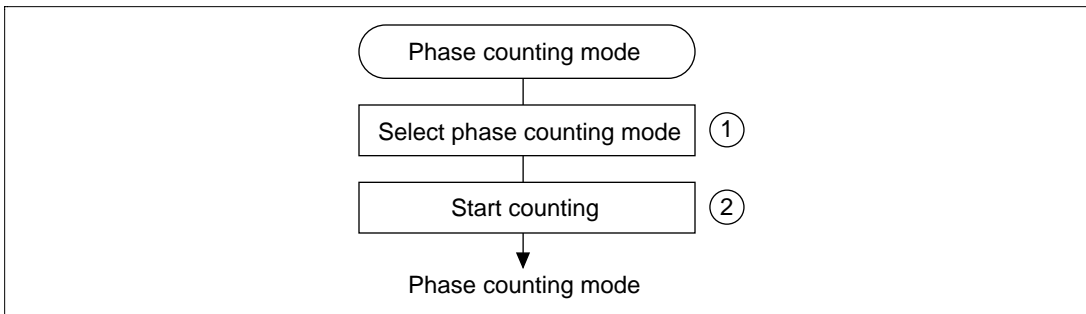 Phase counting mode
Select phase counting mode 1
Start counting 2
Phase counting mode